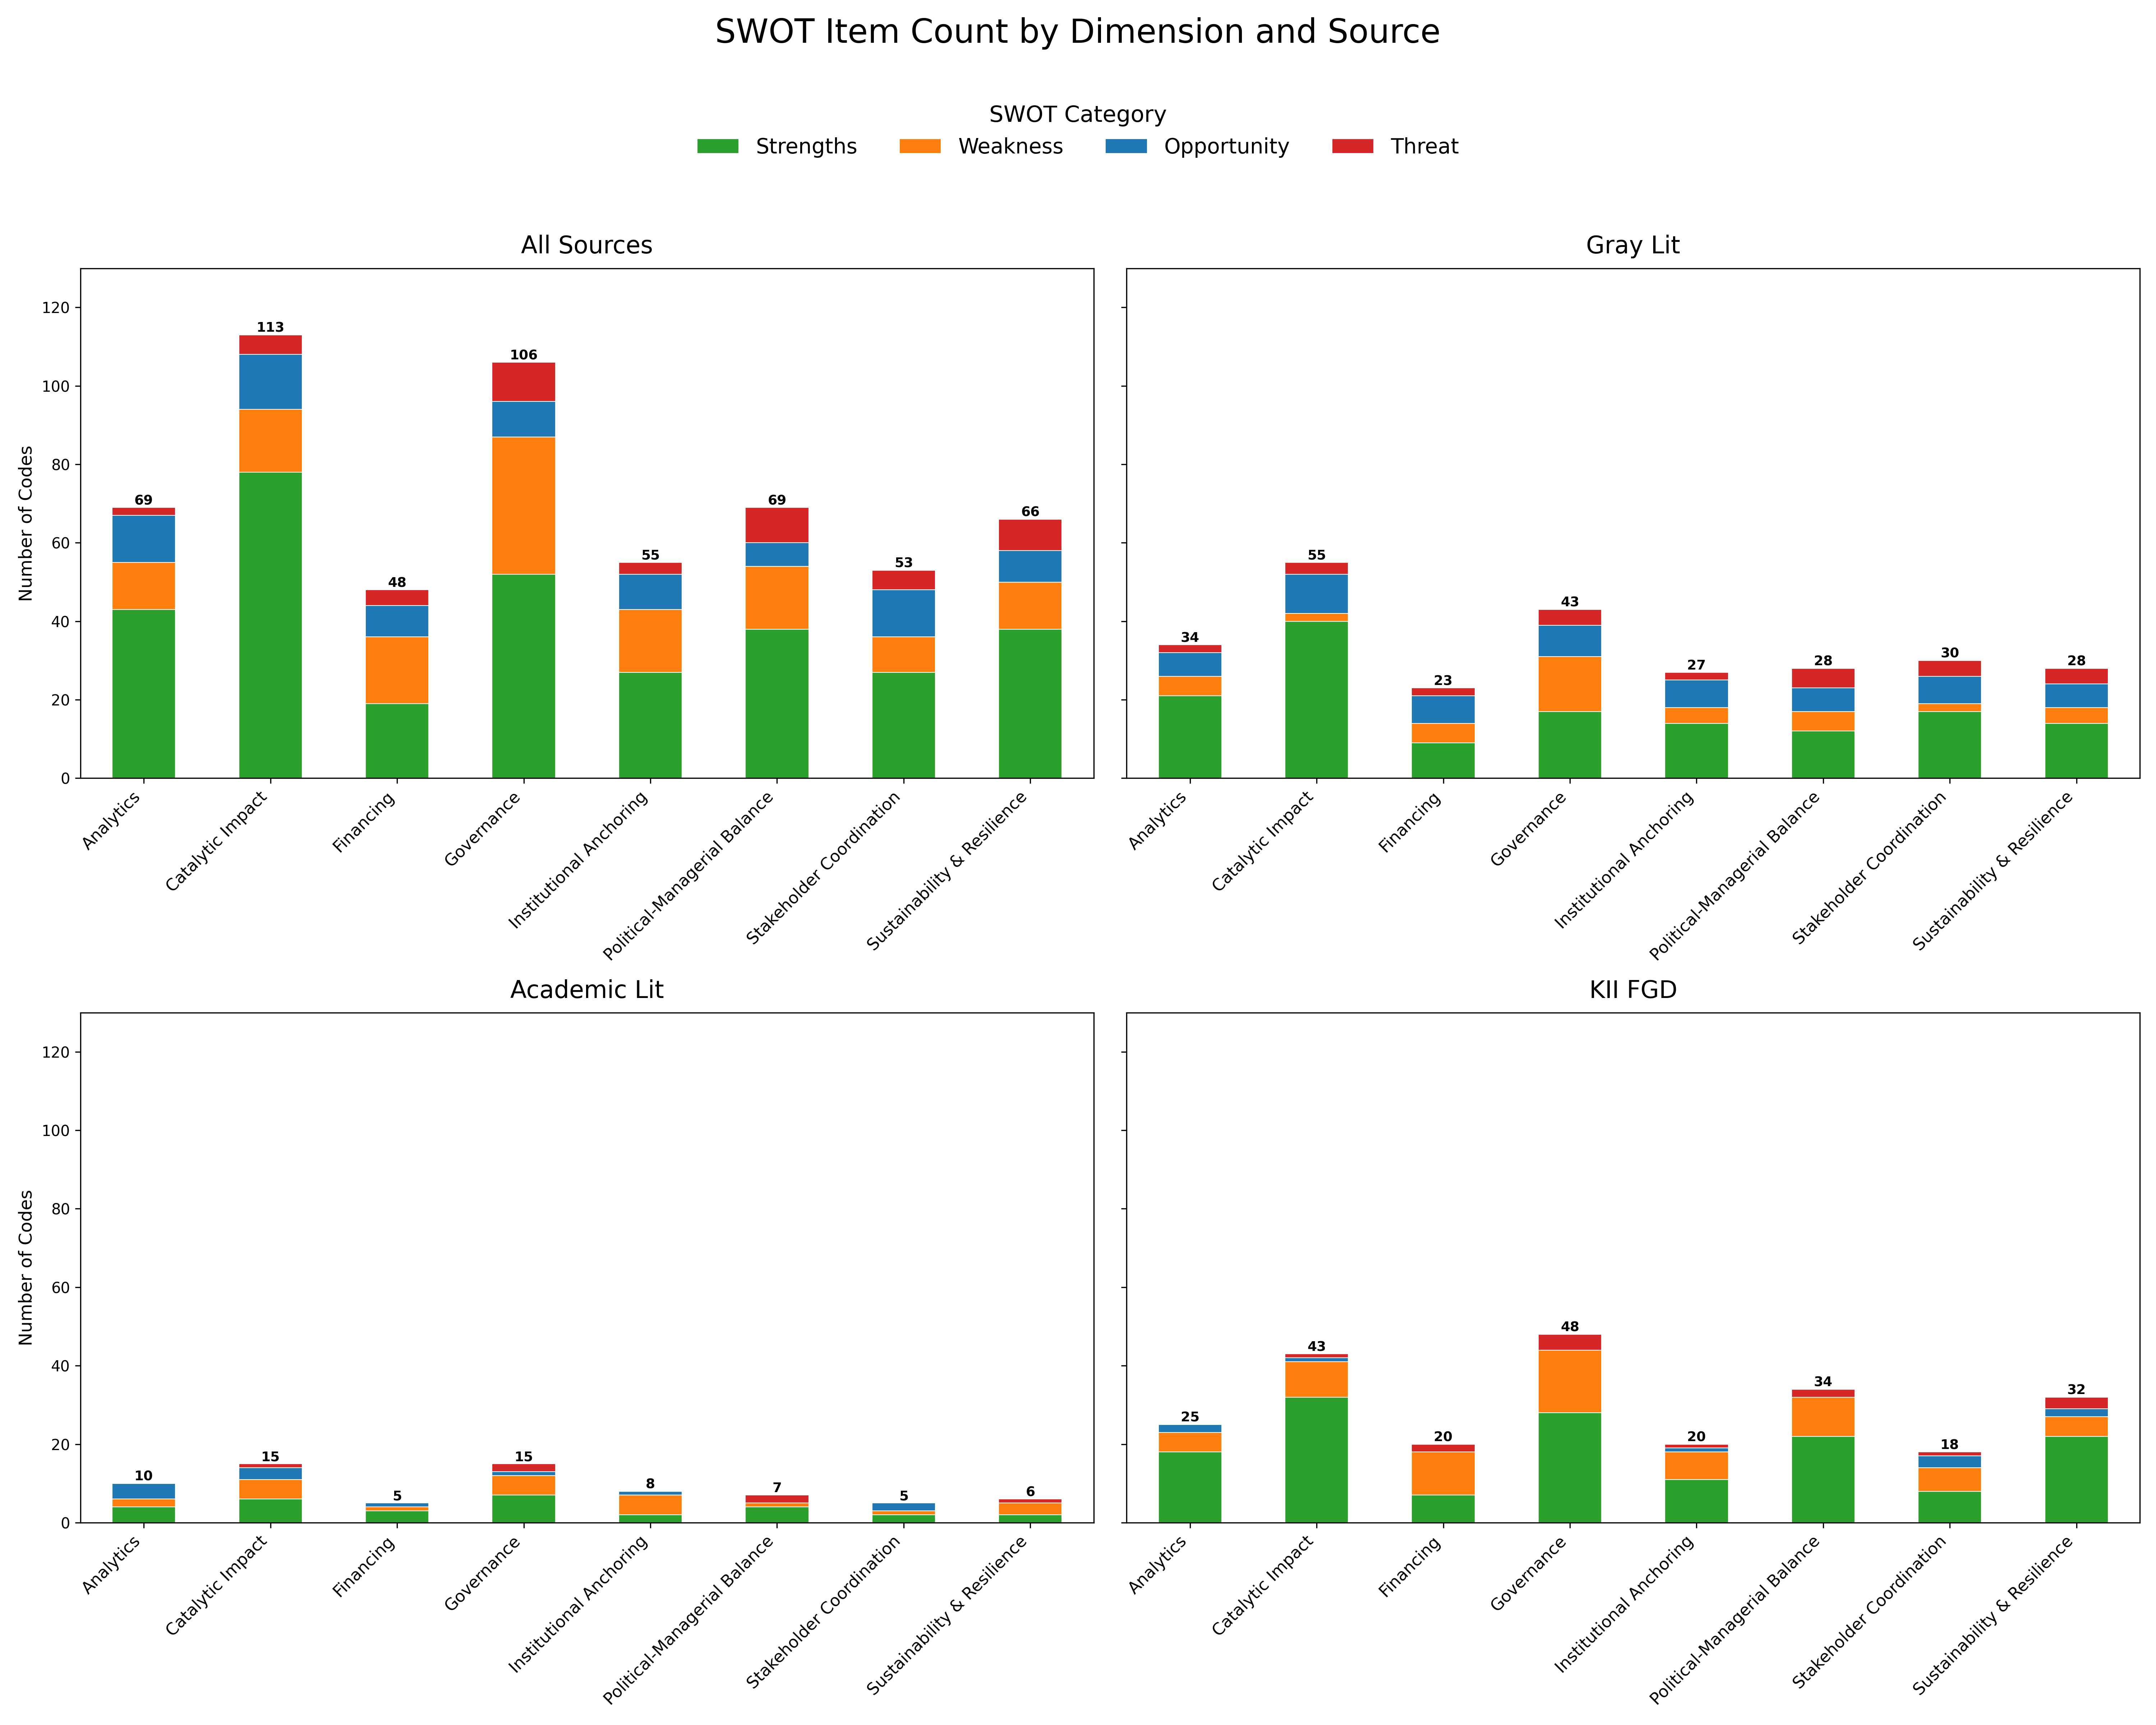 SWOT Item Count by Dimension and Source
SWOT Category
Strengths Weakness Opportunity Threat
All Sources
Number of Codes
120
100
80
60
40
20
0
69 113 48 106 55 69 53 66
Analytics
Catalytic Impact
Financing
Governance
Institutional Anchoring
Political-Managerial Balance
Stakeholder Coordination
Sustainability & Resilience
Gray Lit
34 55 23 43 27 28 30 28
Analytics
Catalytic Impact
Financing
Governance
Institutional Anchoring
Political-Managerial Balance
Stakeholder Coordination
Sustainability & Resilience
Academic Lit
Number of Codes
120
100
80
60
40
20
0
10 15 5 15 8 7 5 6
Analytics
Catalytic Impact
Financing
Governance
Institutional Anchoring
Political-Managerial Balance
Stakeholder Coordination
Sustainability & Resilience
KII FGD
25 43 20 48 20 34 18 32
Analytics
Catalytic Impact
Financing
Governance
Institutional Anchoring
Political-Managerial Balance
Stakeholder Coordination
Sustainability & Resilience